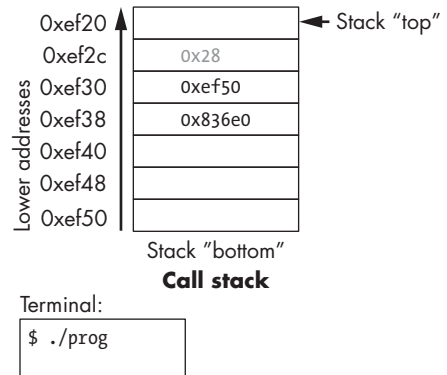 0xef20
Stack “top”
0xef2c 0x28
0xef30 0xef50
0xef38 0x836e0
0xef40
0xef48
0xef50
Lower addresses
Stack “bottom”
Call stack
Terminal:
$ ./prog